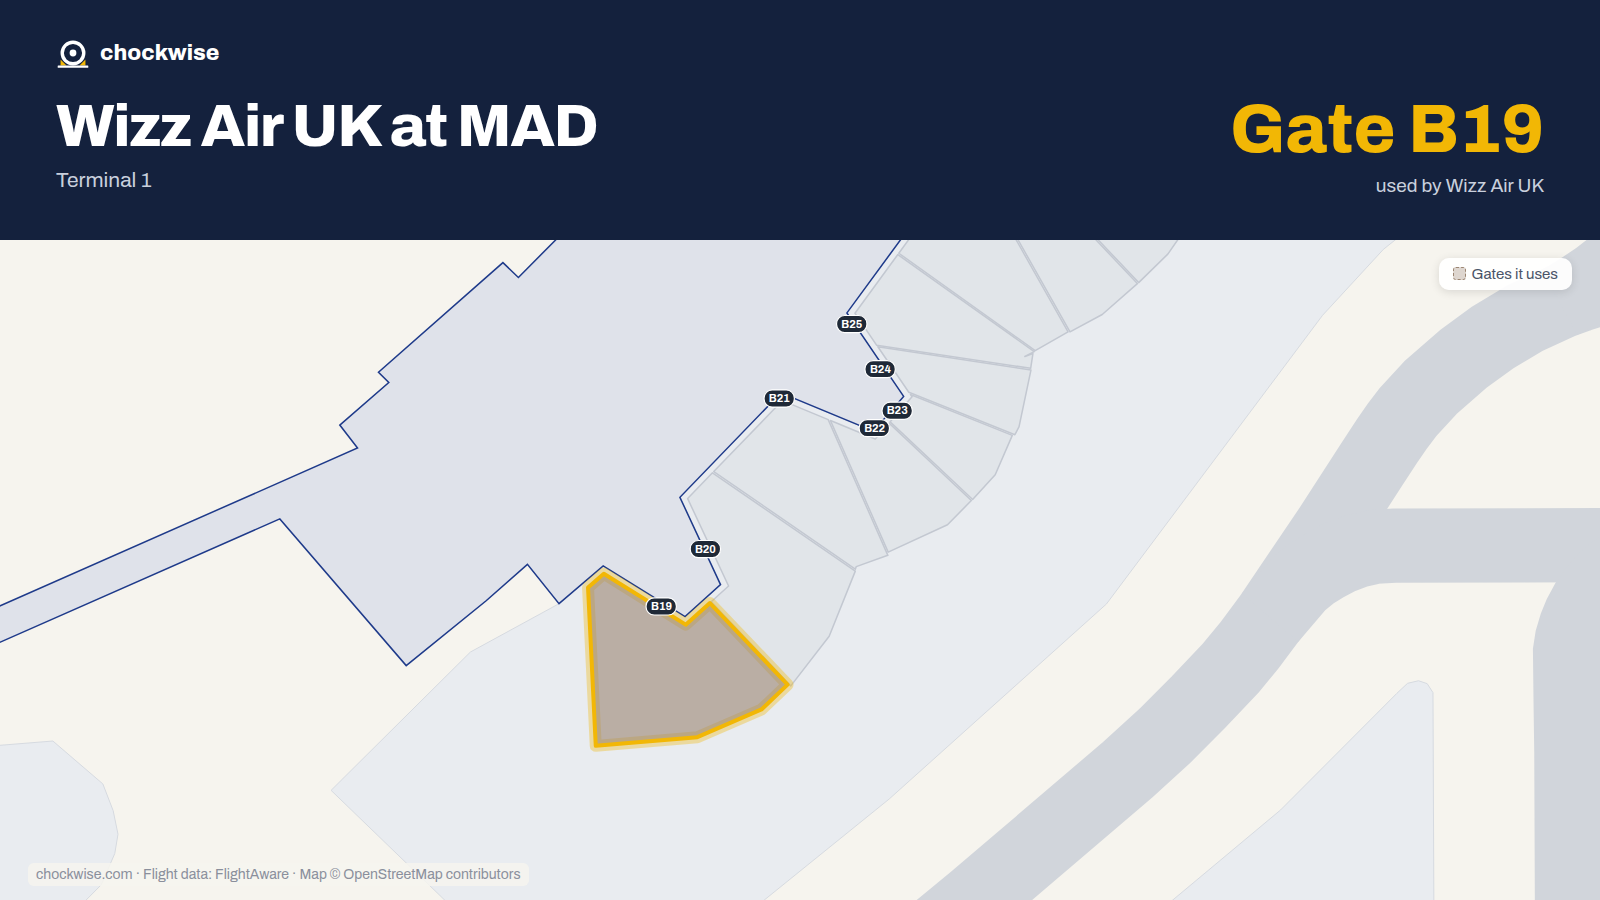 chockwise
Wizz Air UK at MAD
Terminal 1
Gate B19
used by Wizz Air UK
Gates it uses
B25
B24
B21
B23
B22
B20
B19
chockwise.com · Flight data: FlightAware · Map © OpenStreetMap contributors